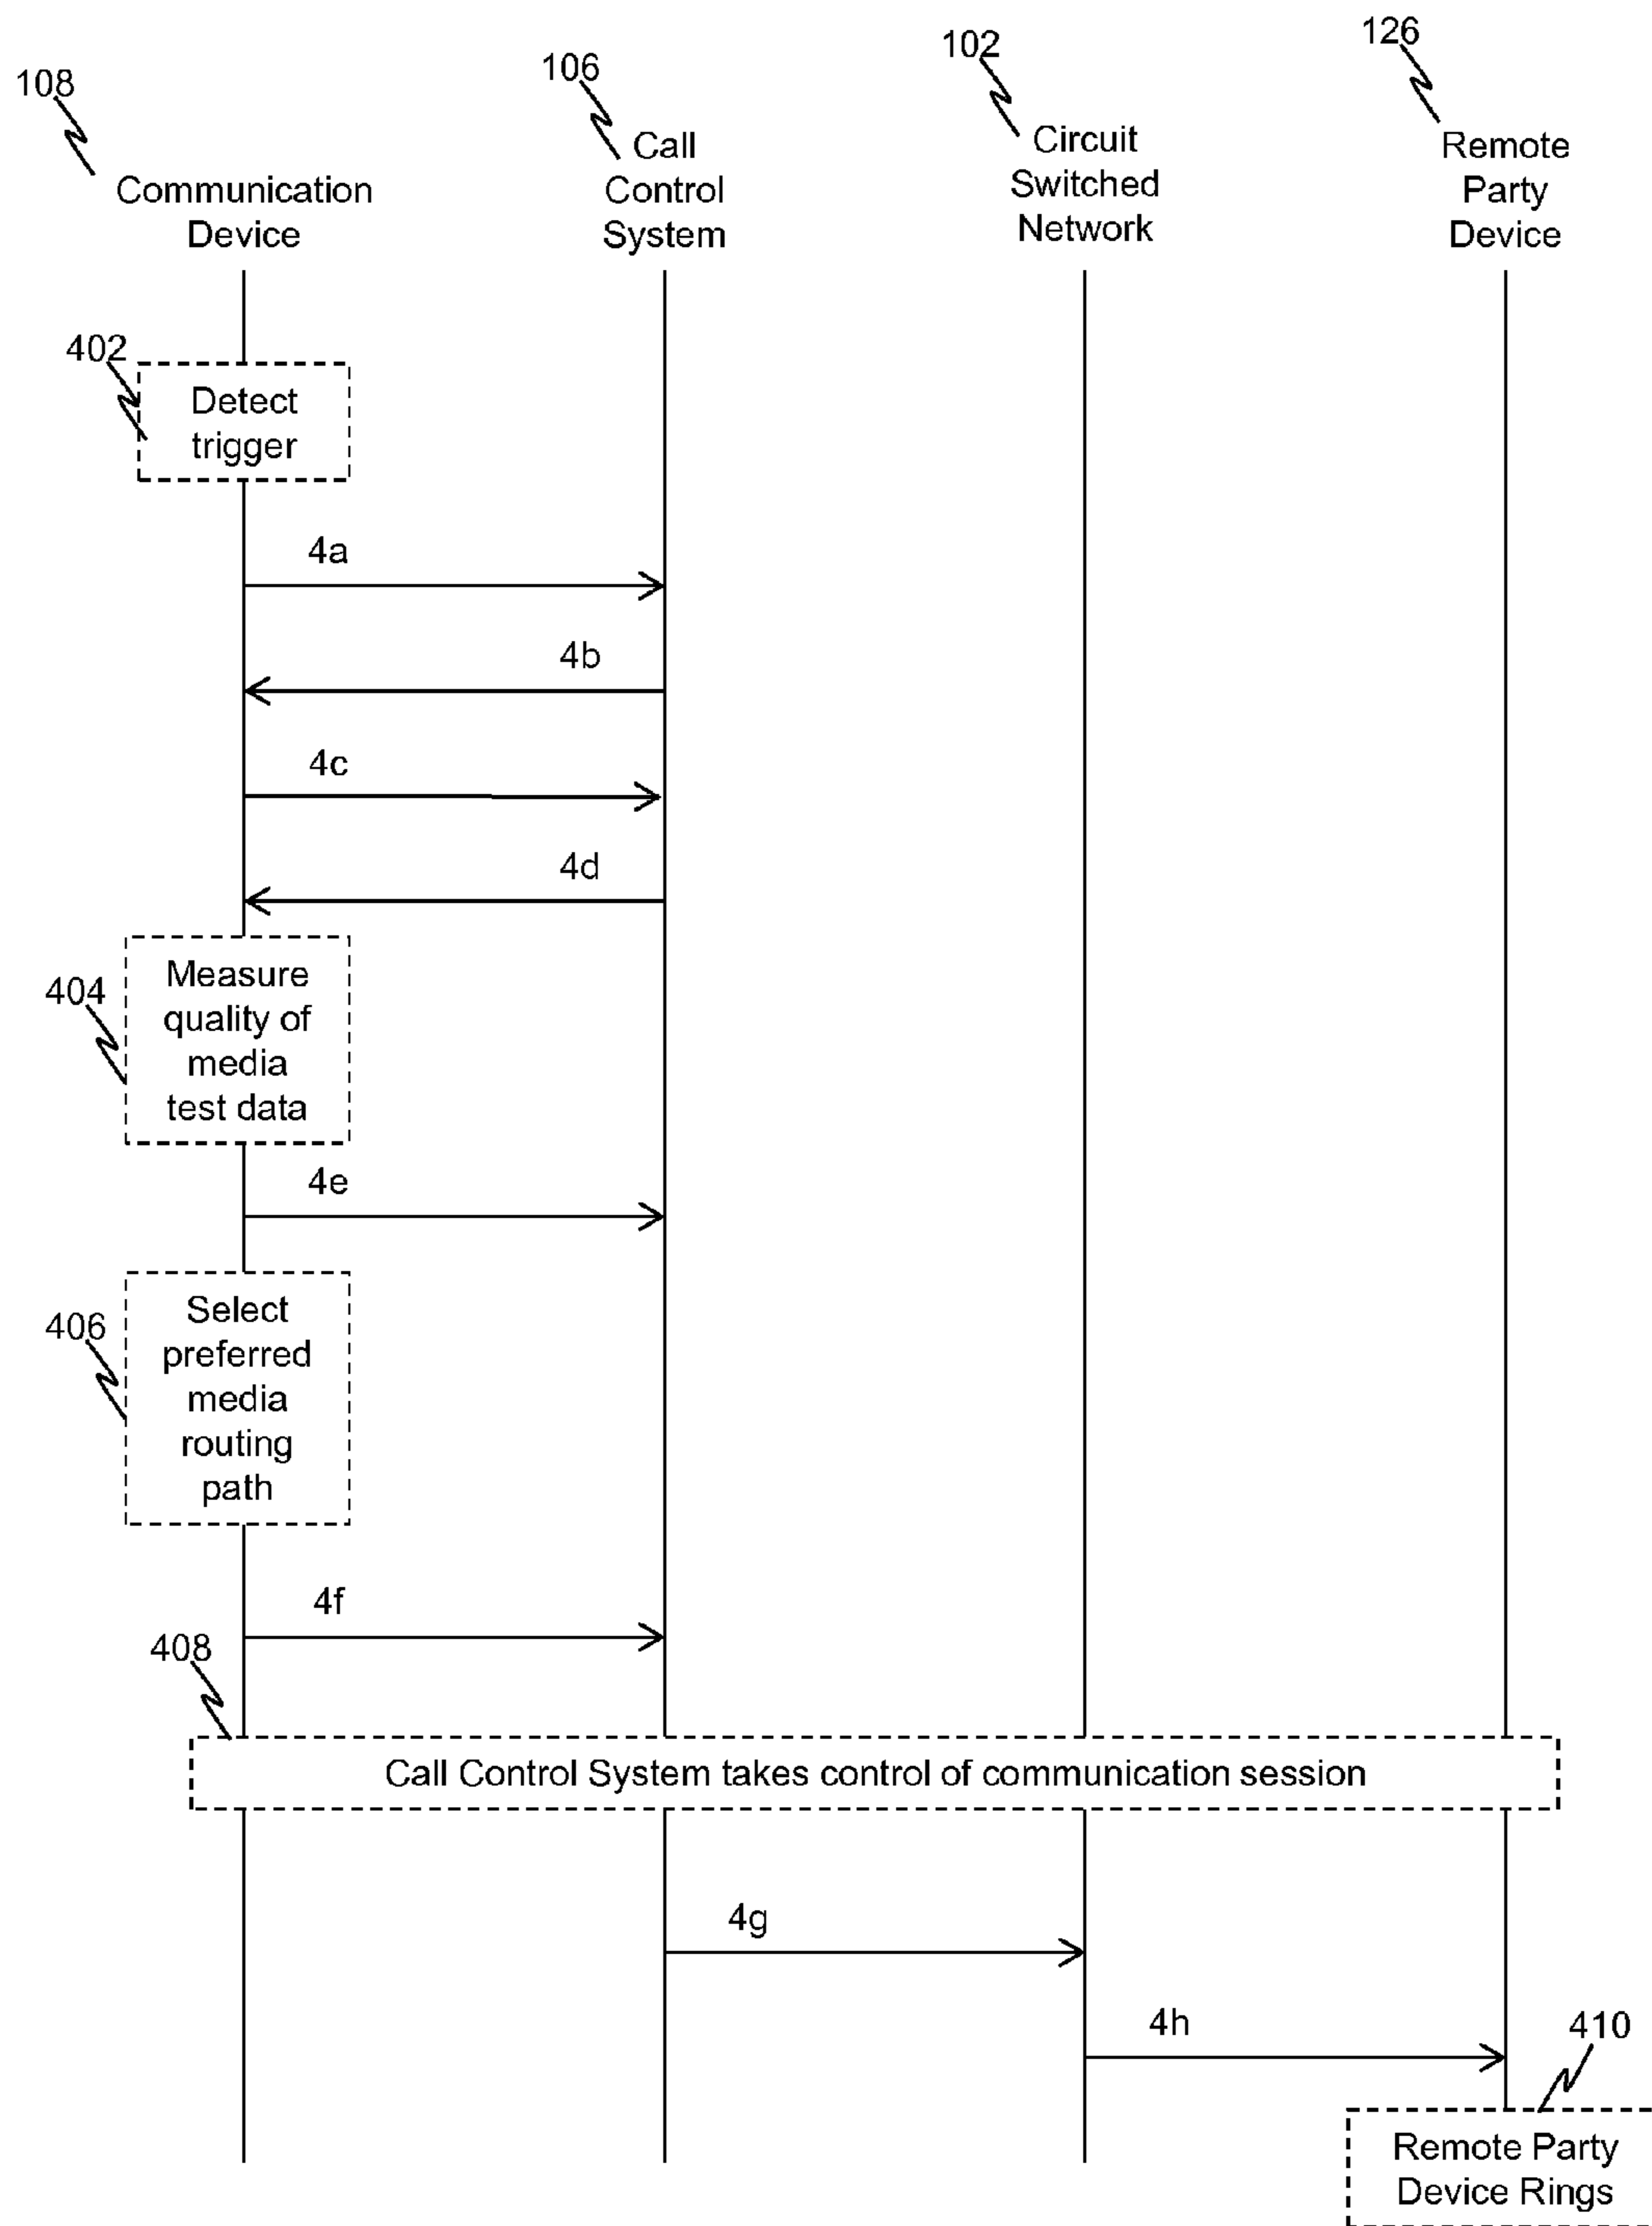 108
106
102
126
Communication
Device
Call
Control
System
Circuit
Switched
Network
Remote
Party
Device
402
Detect
trigger
4a
4b
4c
4d
404
Measure
quality of
media
test data
4e
406
Select
preferred
media
routing
path
4f
408
Call Control System takes control of communication session
4g
4h
410
Remote Party
Device Rings